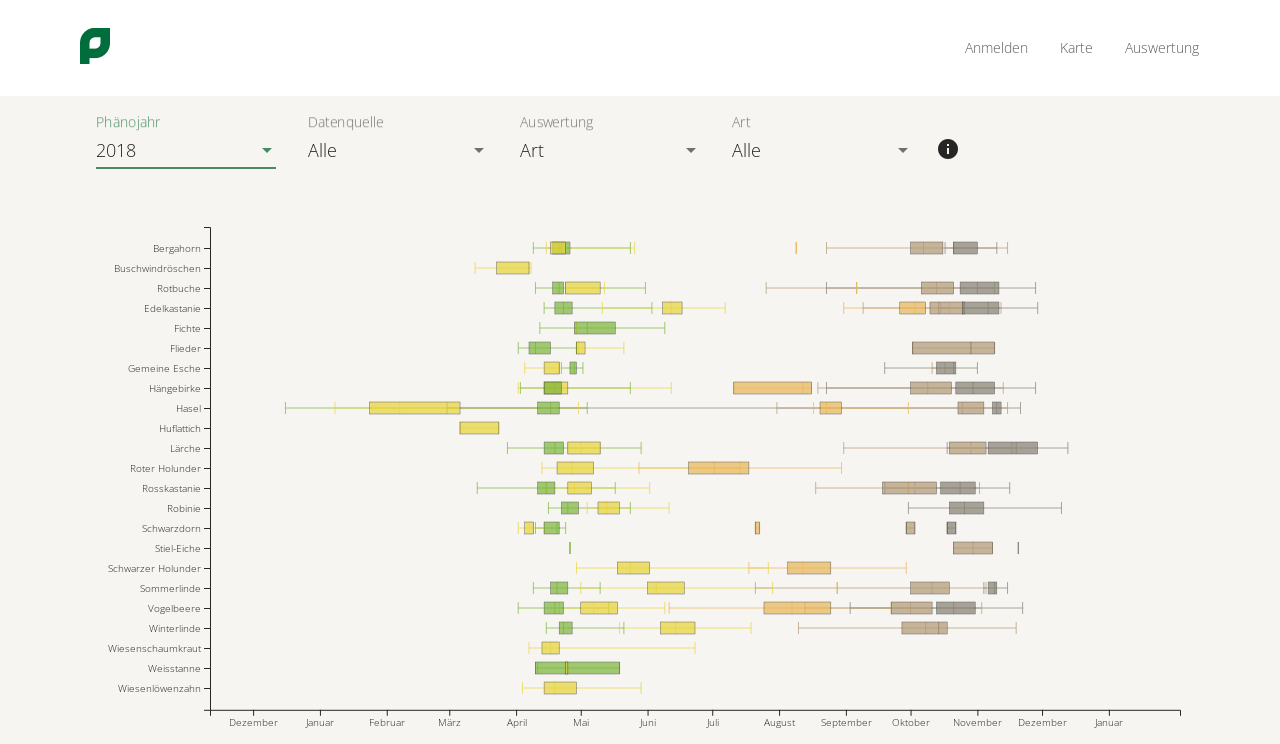 Anmelden Karte Auswertung
Phänojahr Datenquelle Auswertung Art
2018 Alle Art Alle
Bergahorn
Buschwindröschen
Rotbuche
Edelkastanie
Fichte
Flieder
Gemeine Esche
Hängebirke
Hasel
Huflattich
Lärche
Roter Holunder
Rosskastanie
Robinie
Schwarzdorn
Stiel-Eiche
Schwarzer Holunder
Sommerlinde
Vogelbeere
Winterlinde
Wiesenschaumkraut
Weisstanne
Wiesenlöwenzahn
Dezember Januar Februar März April Mai Juni Juli August September Oktober November Dezember Januar